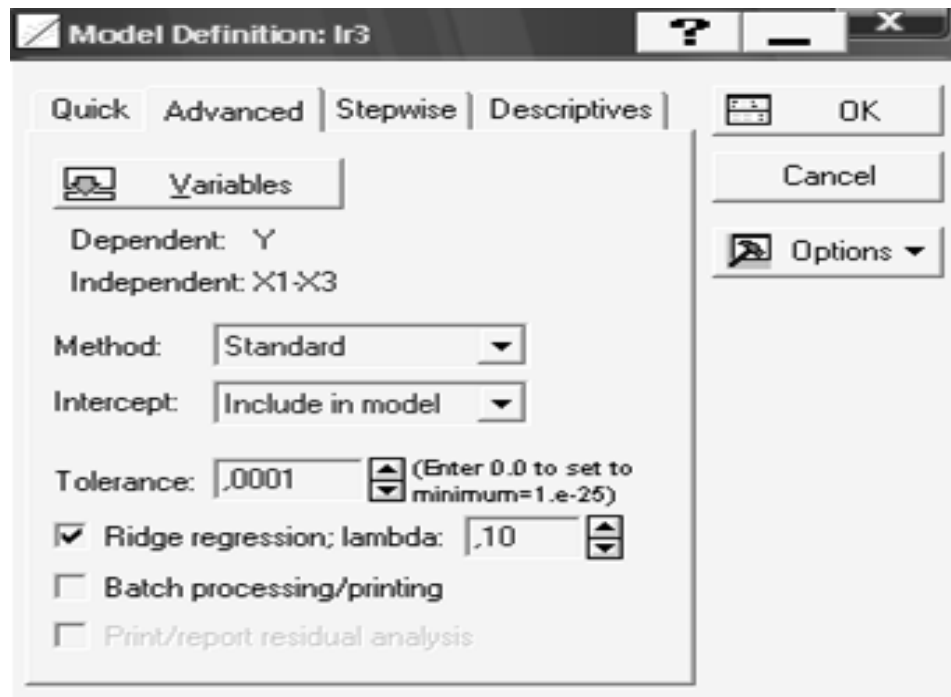 Model Definition: lr3
? _ x
Quick Advanced Stepwise Descriptives
OK
Cancel
Options
Variables
Dependent: Y
Independent: X1-X3
Method: Standard
Intercept: Include in model
Tolerance: ,0001 (Enter 0.0 to set to
minimum=1.e-25)
Ridge regression; lambda: ,10
Batch processing/printing
Print/report residual analysis